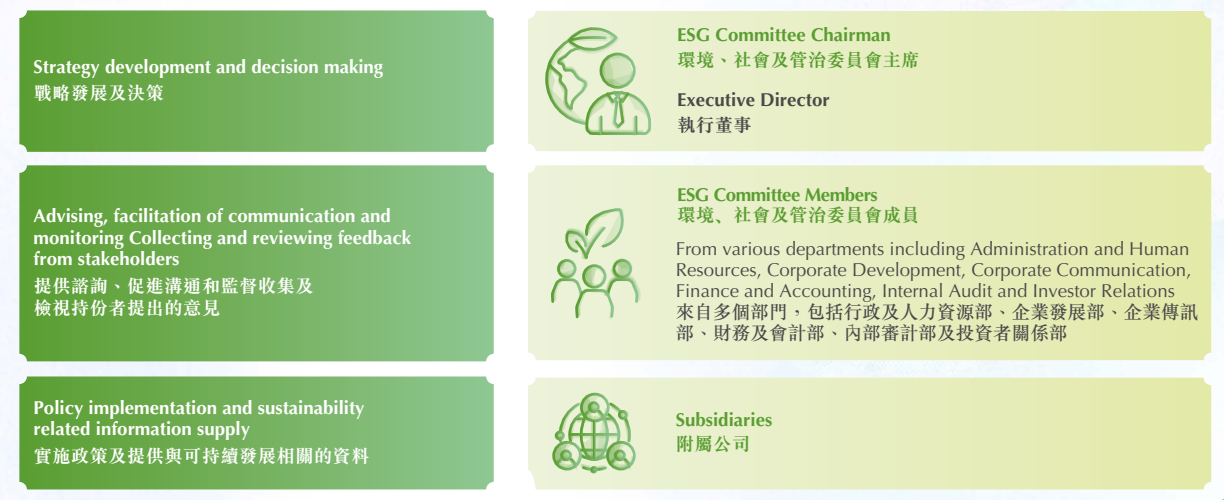 Strategy development and decision making
戰略發展及決策
ESG Committee Chairman
環境、社會及管治委員會主席
Executive Director
執行董事
Advising, facilitation of communication and
monitoring Collecting and reviewing feedback
from stakeholders
提供諮詢、促進溝通和監督收集及
檢視持份者提出的意見
ESG Committee Members
環境、社會及管治委員會成員
From various departments including Administration and Human
Resources, Corporate Development, Corporate Communication,
Finance and Accounting, Internal Audit and Investor Relations
來自多個部門，包括行政及人力資源部、企業發展部、企業傳訊
部、財務及會計部、內部審計部及投資者關係部
Policy implementation and sustainability
related information supply
實施政策及提供與可持續發展相關的資料
Subsidiaries
附屬公司